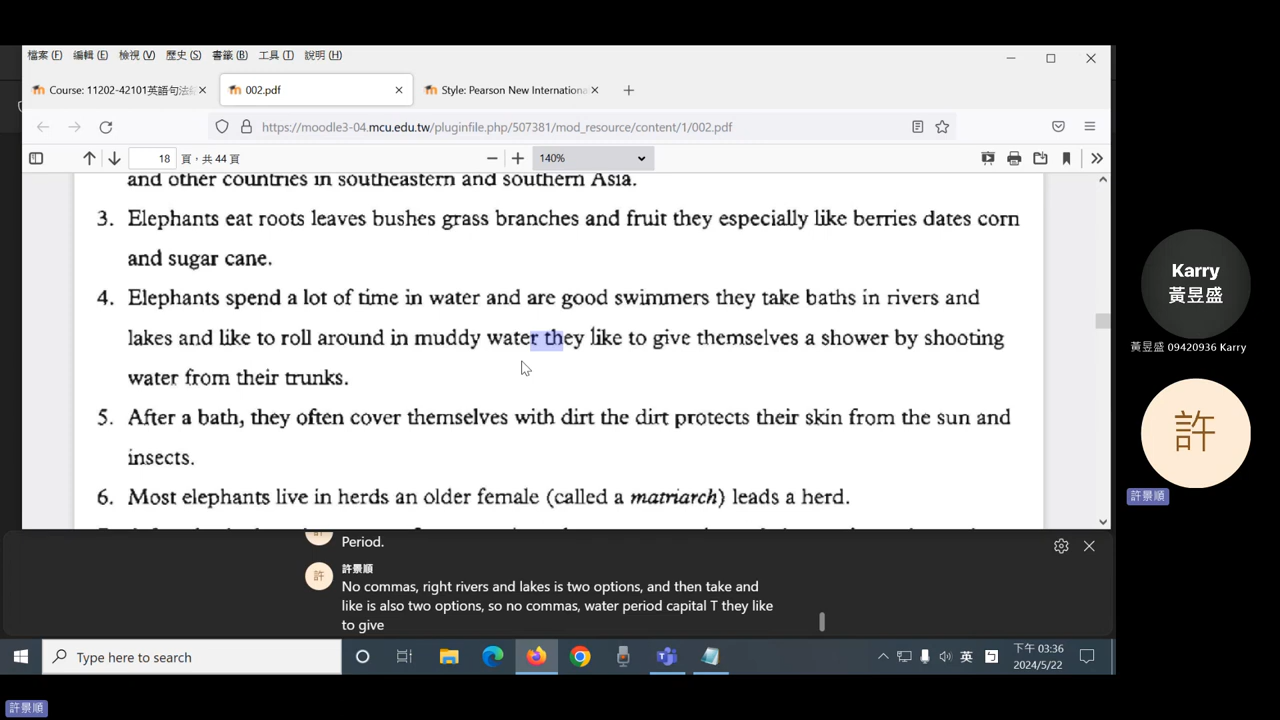 檔案 (F) 編輯 (E) 檢視 (V) 歷史 (S) 書籤 (B) 工具 (T) 說明 (H)
Course: 11202-42101英語句法結
002.pdf
Style: Pearson New Internationa
https://moodle3-04.mcu.edu.tw/pluginfile.php/507381/mod_resource/content/1/002.pdf
18 頁，共 44 頁
140%
and other countries in southeastern and southern Asia.
3. Elephants eat roots leaves bushes grass branches and fruit they especially like berries dates corn
and sugar cane.
4. Elephants spend a lot of time in water and are good swimmers they take baths in rivers and
lakes and like to roll around in muddy water they like to give themselves a shower by shooting
water from their trunks.
5. After a bath, they often cover themselves with dirt the dirt protects their skin from the sun and
insects.
6. Most elephants live in herds an older female (called a matriarch) leads a herd.
Karry
黃昱盛
黃昱盛 09420936 Karry
許
許景順
許
Period.
許
許景順
No commas, right rivers and lakes is two options, and then take and
like is also two options, so no commas, water period capital T they like
to give
Type here to search
英
下午 03:36
2024/5/22
許景順